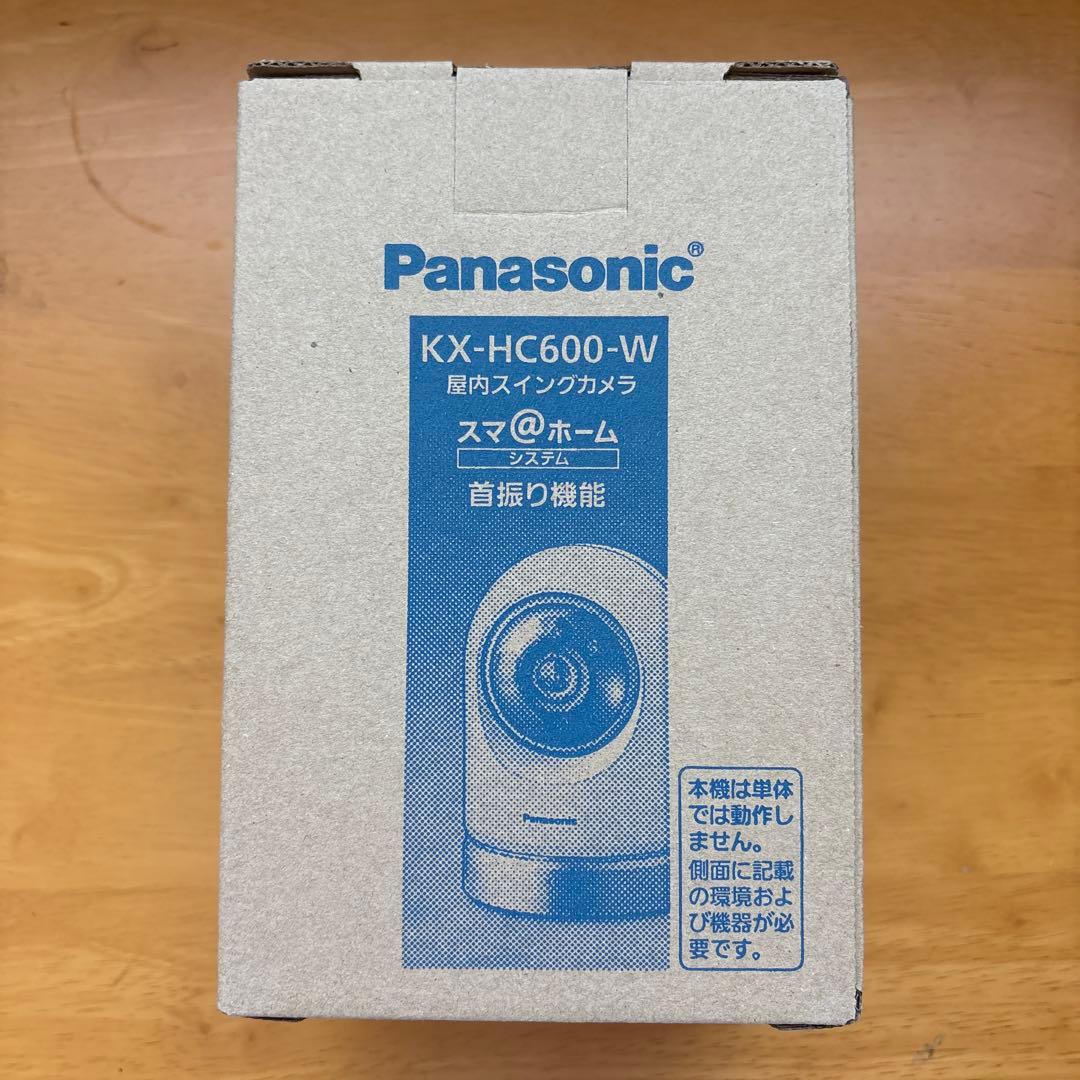 Panasonic®
KX-HC600-W
屋内スイングカメラ
スマ@ホーム
システム
首振り機能
Panasonic
本機は単体
では動作し
ません。
側面に記載
の環境およ
び機器が必
要です。